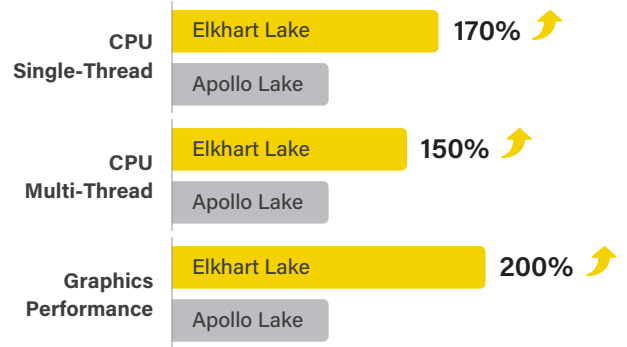 CPU
Single-Thread
Elkhart Lake
170%
Apollo Lake
CPU
Multi-Thread
Elkhart Lake
150%
Apollo Lake
Graphics
Performance
Elkhart Lake
200%
Apollo Lake